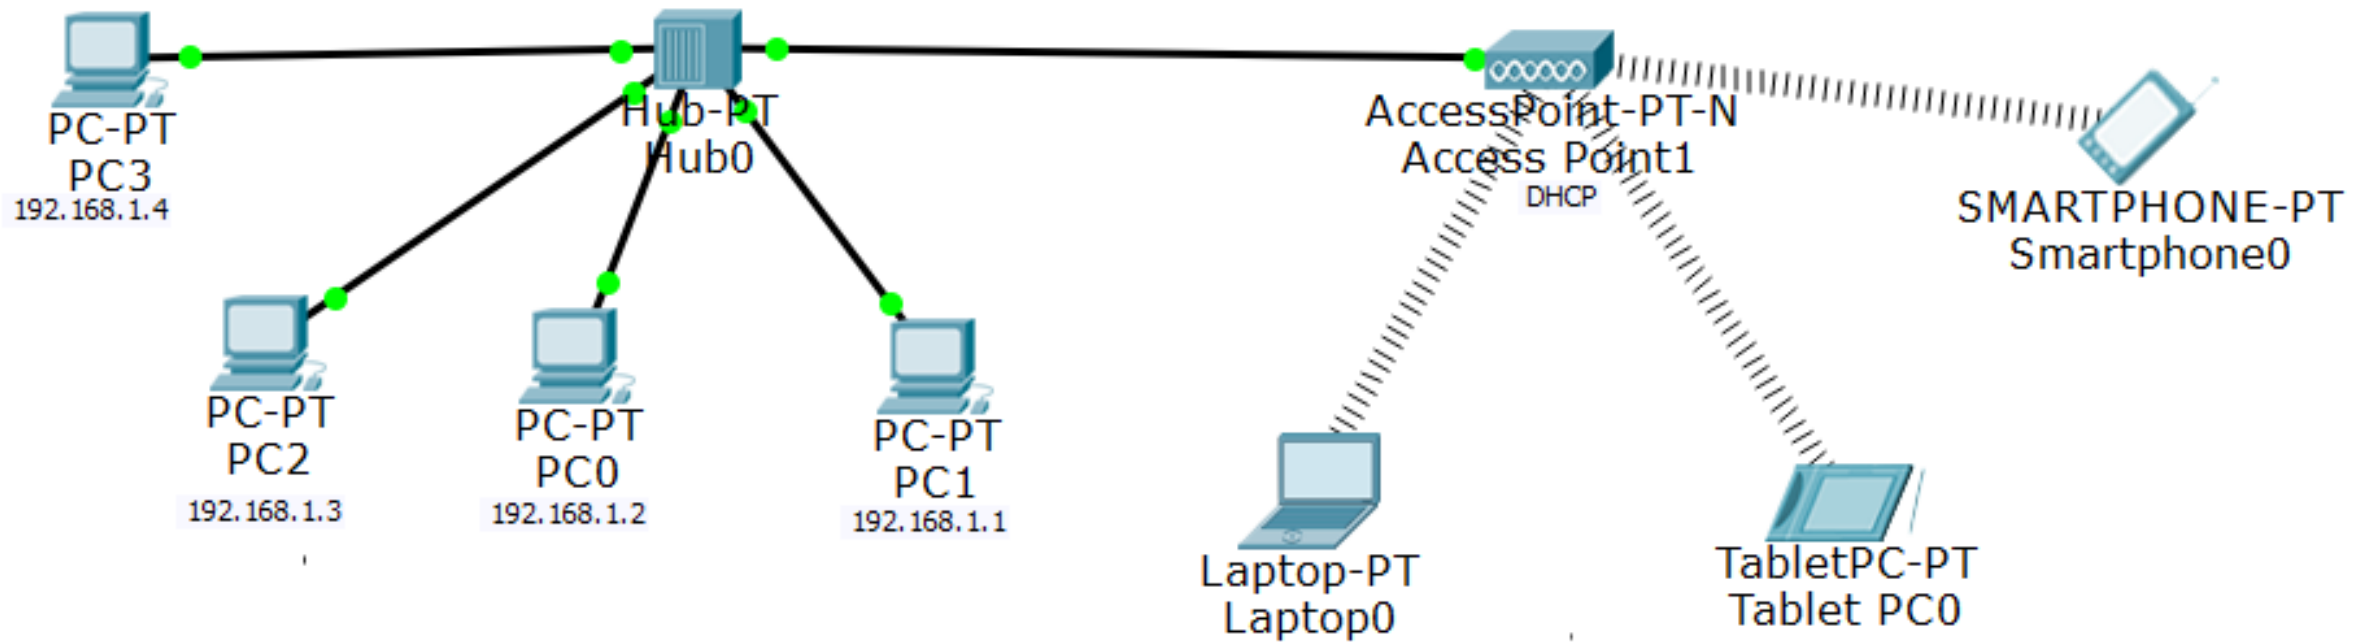 PC-PT
PC3
192.168.1.4
Hub-PT
Hub0
AccessPoint-PT-N
Access Point1
DHCP
SMARTPHONE-PT
Smartphone0
PC-PT
PC2
192.168.1.3
PC-PT
PC0
192.168.1.2
PC-PT
PC1
192.168.1.1
Laptop-PT
Laptop0
TabletPC-PT
Tablet PC0